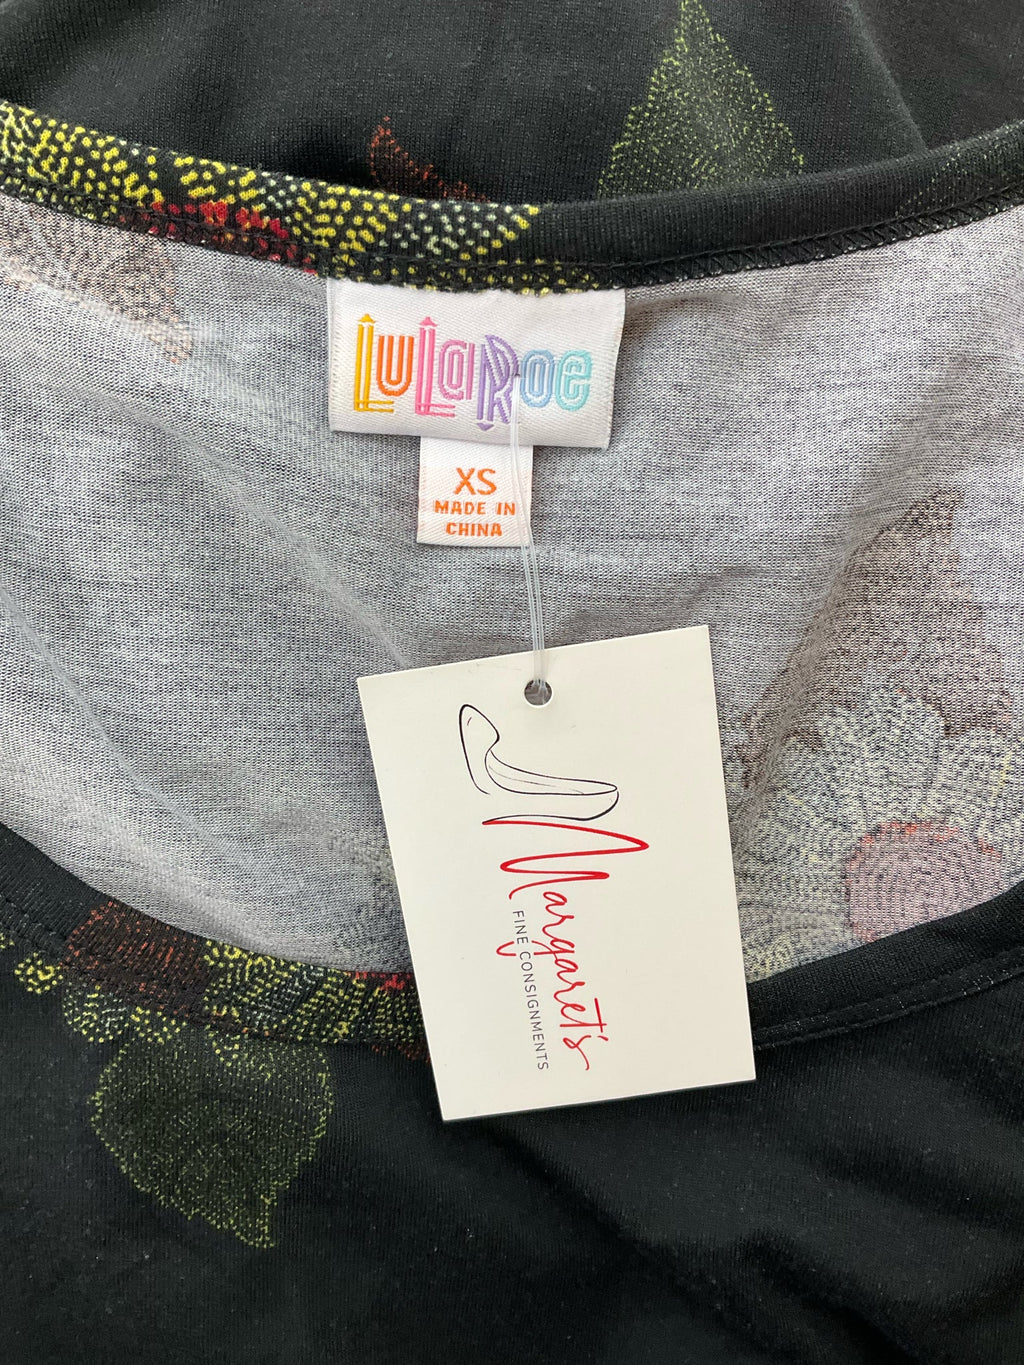 LuLaRoe
XS
MADE IN
CHINA
Margaret's
FINE CONSIGNMENTS